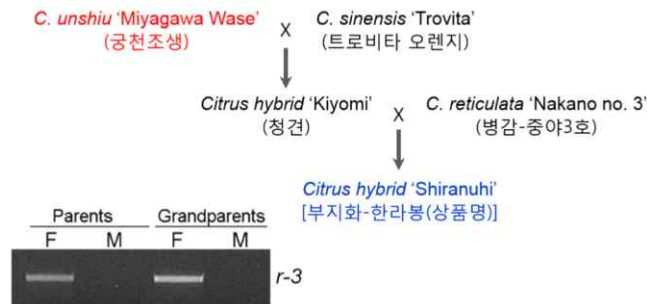 C. unshiu ‘Miyagawa Wase’ X C. sinensis ‘Trovita’
(궁천조생) (트로비타 오렌지)
Citrus hybrid ‘Kiyomi’ X C. reticulata ‘Nakano no. 3’
(청견) (병감-중야3호)
Citrus hybrid ‘Shiranuhi’
[부지화-한라봉(상품명)]
Parents Grandparents
F M F M
r-3